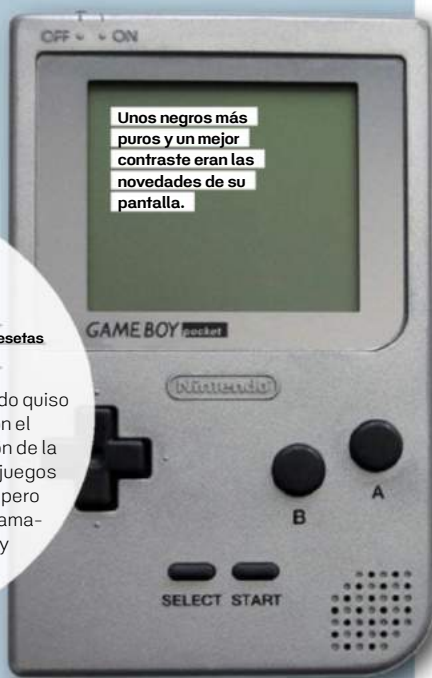 OFF ON
Unos negros más
puros y un mejor
contraste eran las
novedades de su
pantalla.
GAME BOY pocket
Nintendo
esetas
do quiso
n el
ón de la
juegos
pero
ama-
y
B
A
SELECT START